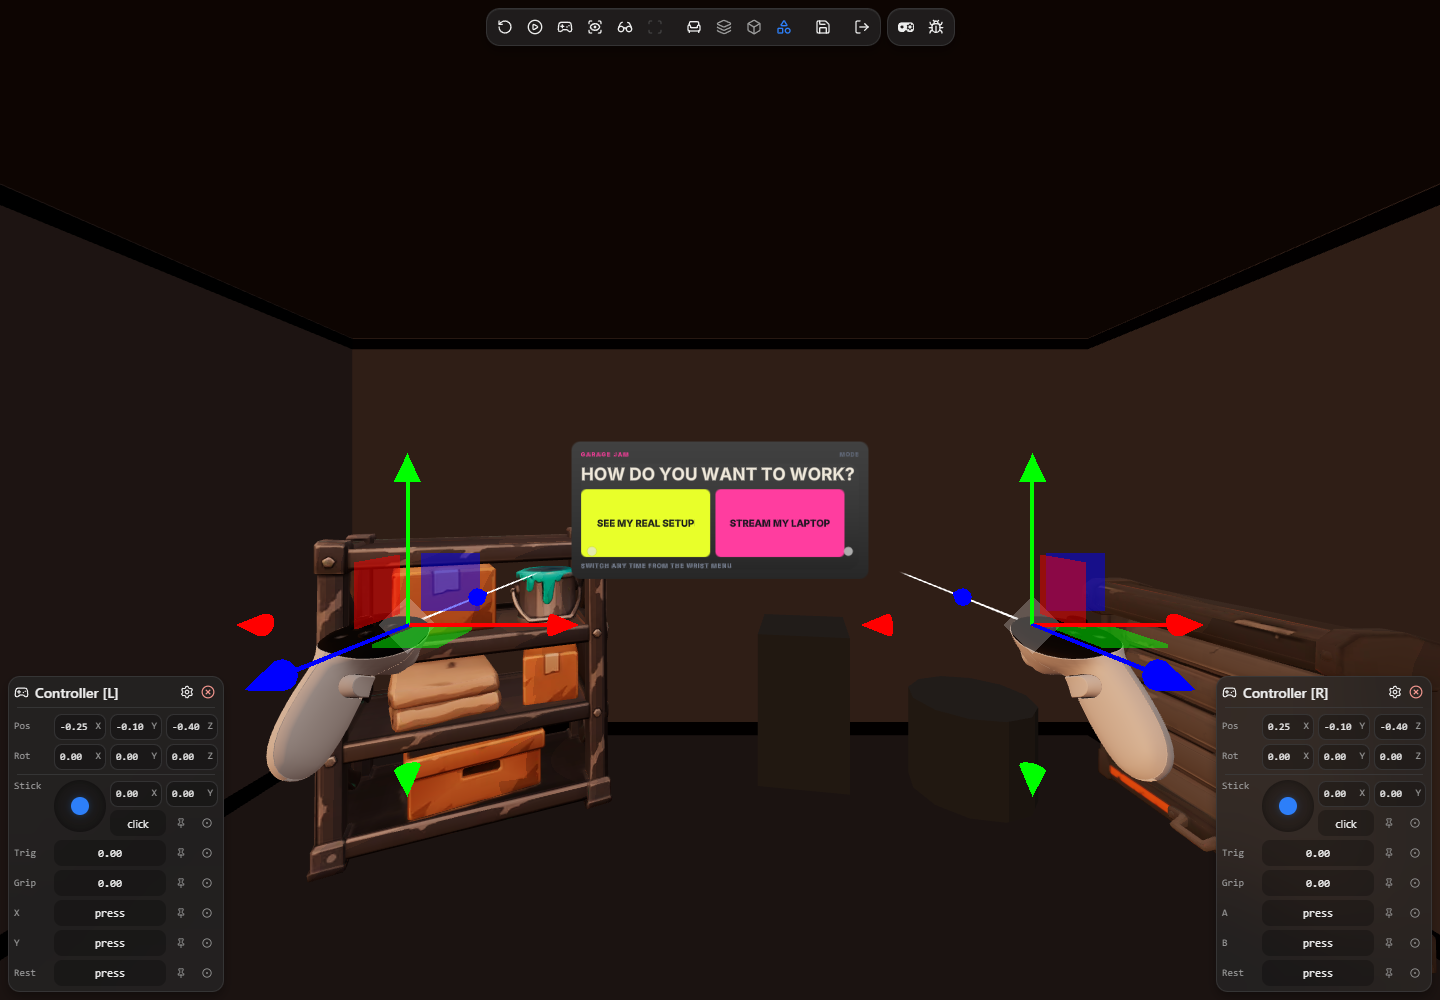 GARAGE JAM
MODE
HOW DO YOU WANT TO WORK?
SEE MY REAL SETUP
STREAM MY LAPTOP
SWITCH ANY TIME FROM THE WRIST MENU
Controller [L]
Pos -0.25 X -0.10 Y -0.40 Z
Rot 0.00 X 0.00 Y 0.00 Z
Stick 0.00 X 0.00 Y
click
Trig 0.00
Grip 0.00
X press
Y press
Rest press
Controller [R]
Pos 0.25 X -0.10 Y -0.40 Z
Rot 0.00 X 0.00 Y 0.00 Z
Stick 0.00 X 0.00 Y
click
Trig 0.00
Grip 0.00
A press
B press
Rest press